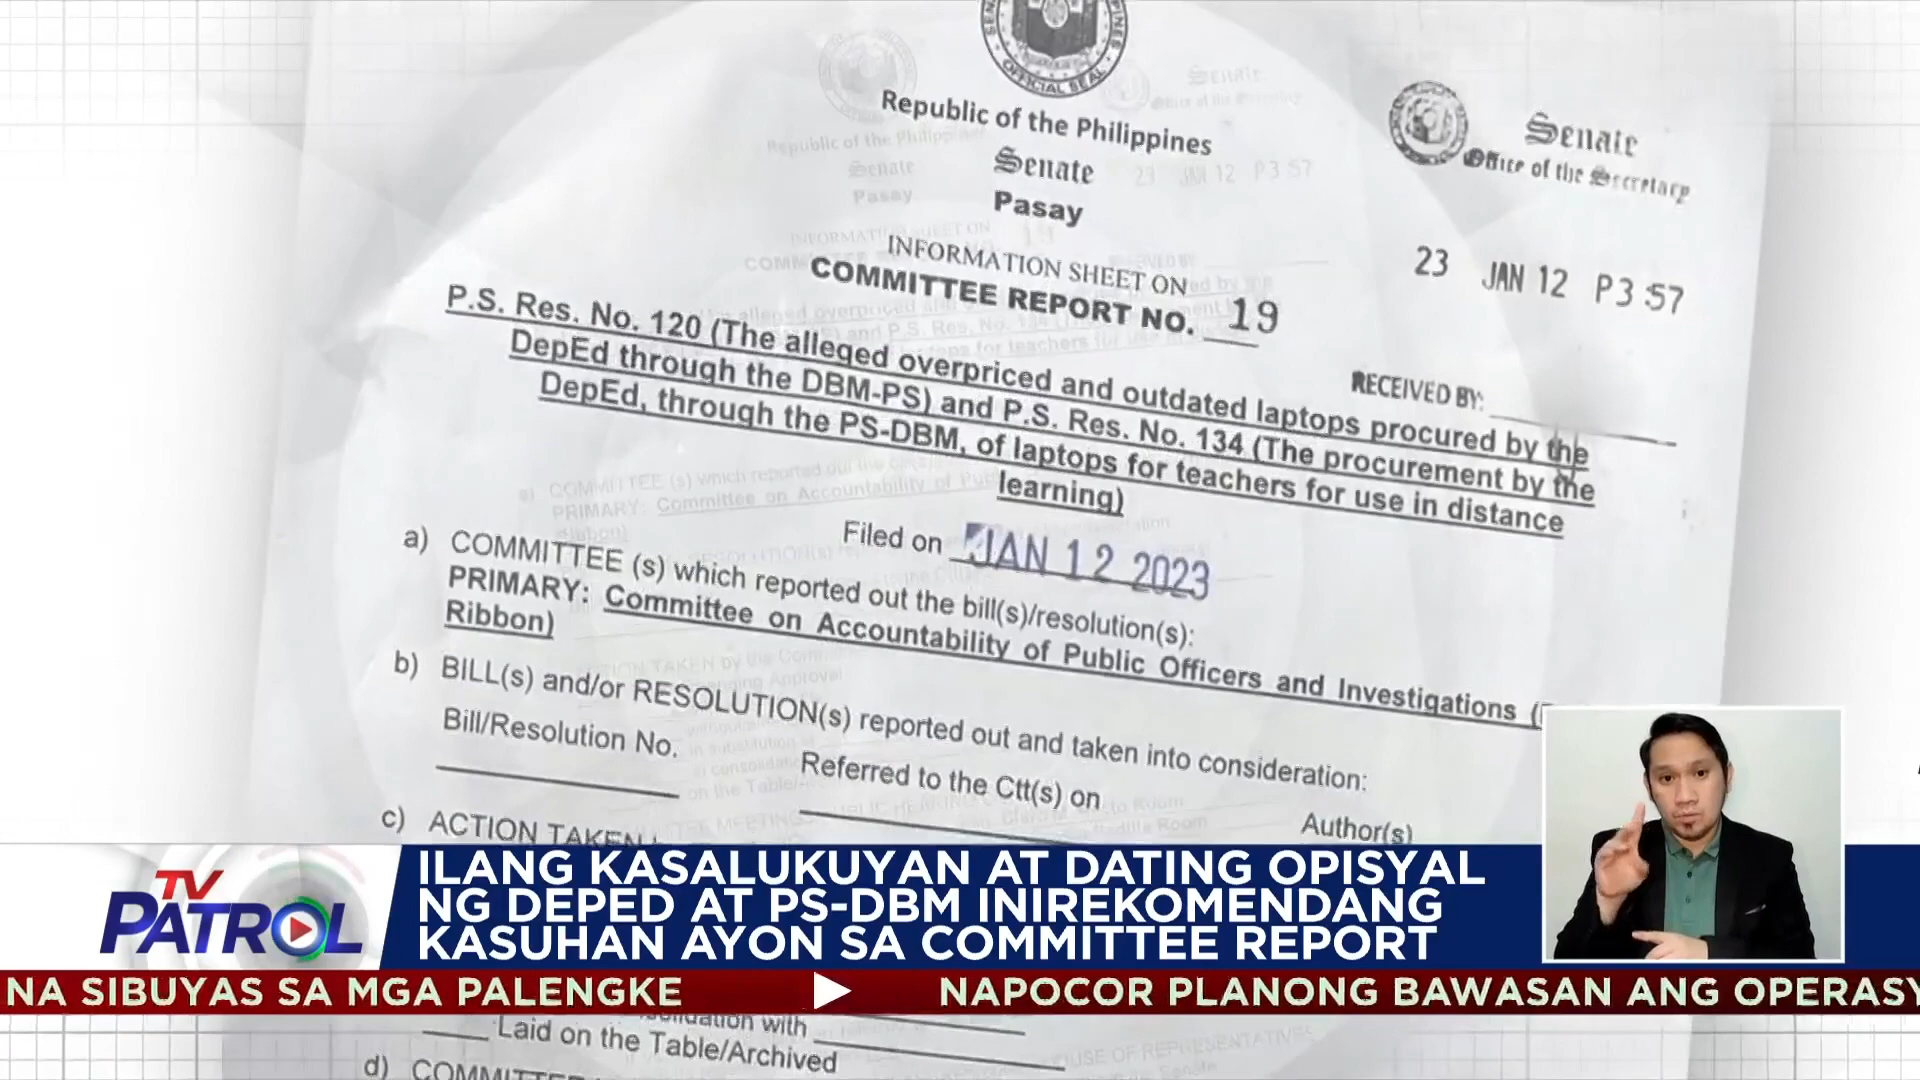 OFFICIAL SEAL
Republic of the Philippines
Senate
Pasay
Senate
Office of the Secretary
23 JAN 12 P3:57
INFORMATION SHEET ON
COMMITTEE REPORT NO. 19
RECEIVED BY:
P.S. Res. No. 120 (The alleged overpriced and outdated laptops procured by the
DepEd through the DBM-PS) and P.S. Res. No. 134 (The procurement by the
DepEd, through the PS-DBM, of laptops for teachers for use in distance
learning)
Filed on JAN 12 2023
a) COMMITTEE (s) which reported out the bill(s)/resolution(s):
PRIMARY: Committee on Accountability of Public Officers and Investigations (
Ribbon)
b) BILL(s) and/or RESOLUTION(s) reported out and taken into consideration:
Bill/Resolution No.
Referred to the Ctt(s) on
Author(s)
c) ACTION TAKEN
TV
PATROL
ILANG KASALUKUYAN AT DATING OPISYAL
NG DEPED AT PS-DBM INIREKOMENDANG
KASUHAN AYON SA COMMITTEE REPORT
NA SIBUYAS SA MGA PALENGKE
NAPOCOR PLANONG BAWASAN ANG OPERASY
with
Laid on the Table/Archived
d)